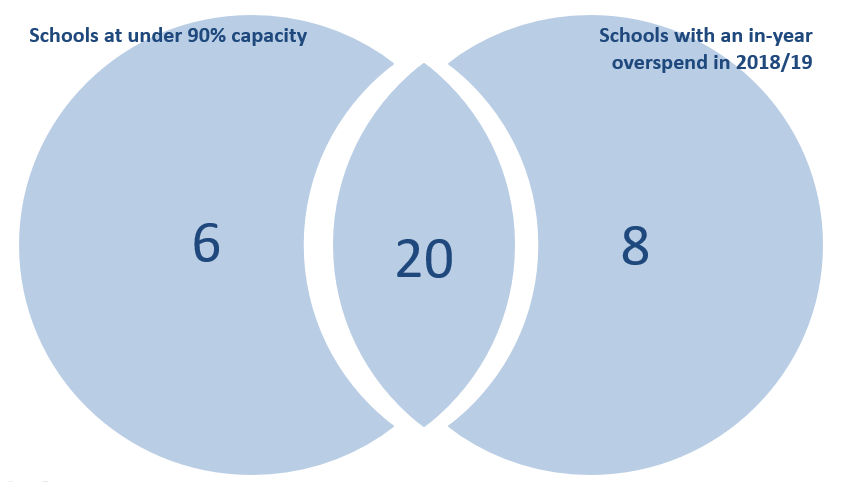 Schools at under 90% capacity
Schools with an in-year
overspend in 2018/19
6
20
8